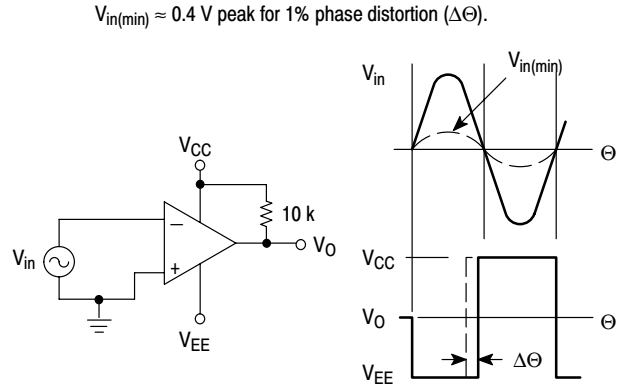 Vin(min) ≈ 0.4 V peak for 1% phase distortion (ΔΘ).
Vin
Vin(min)
Θ
VCC
10 k
−
+
VO
Vin
VEE
VCC
VO
Θ
VEE
ΔΘ